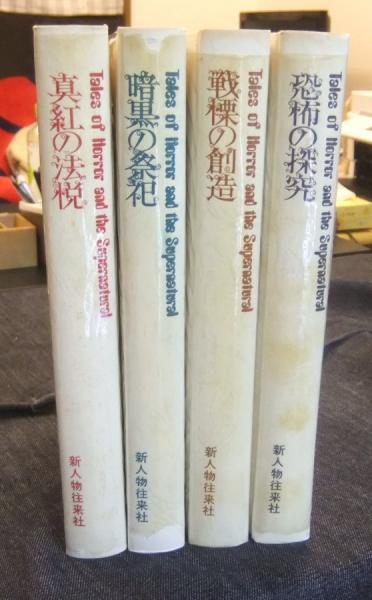 真紅の法悦
Tales of Horror and the Supernatural
新人物往来社
暗黒の祭祀
Tales of Horror and the Supernatural
新人物往来社
戦慄の創造
Tales of Horror and the Supernatural
新人物往来社
恐怖の探究
Tales of Horror and the Supernatural
新人物往来社